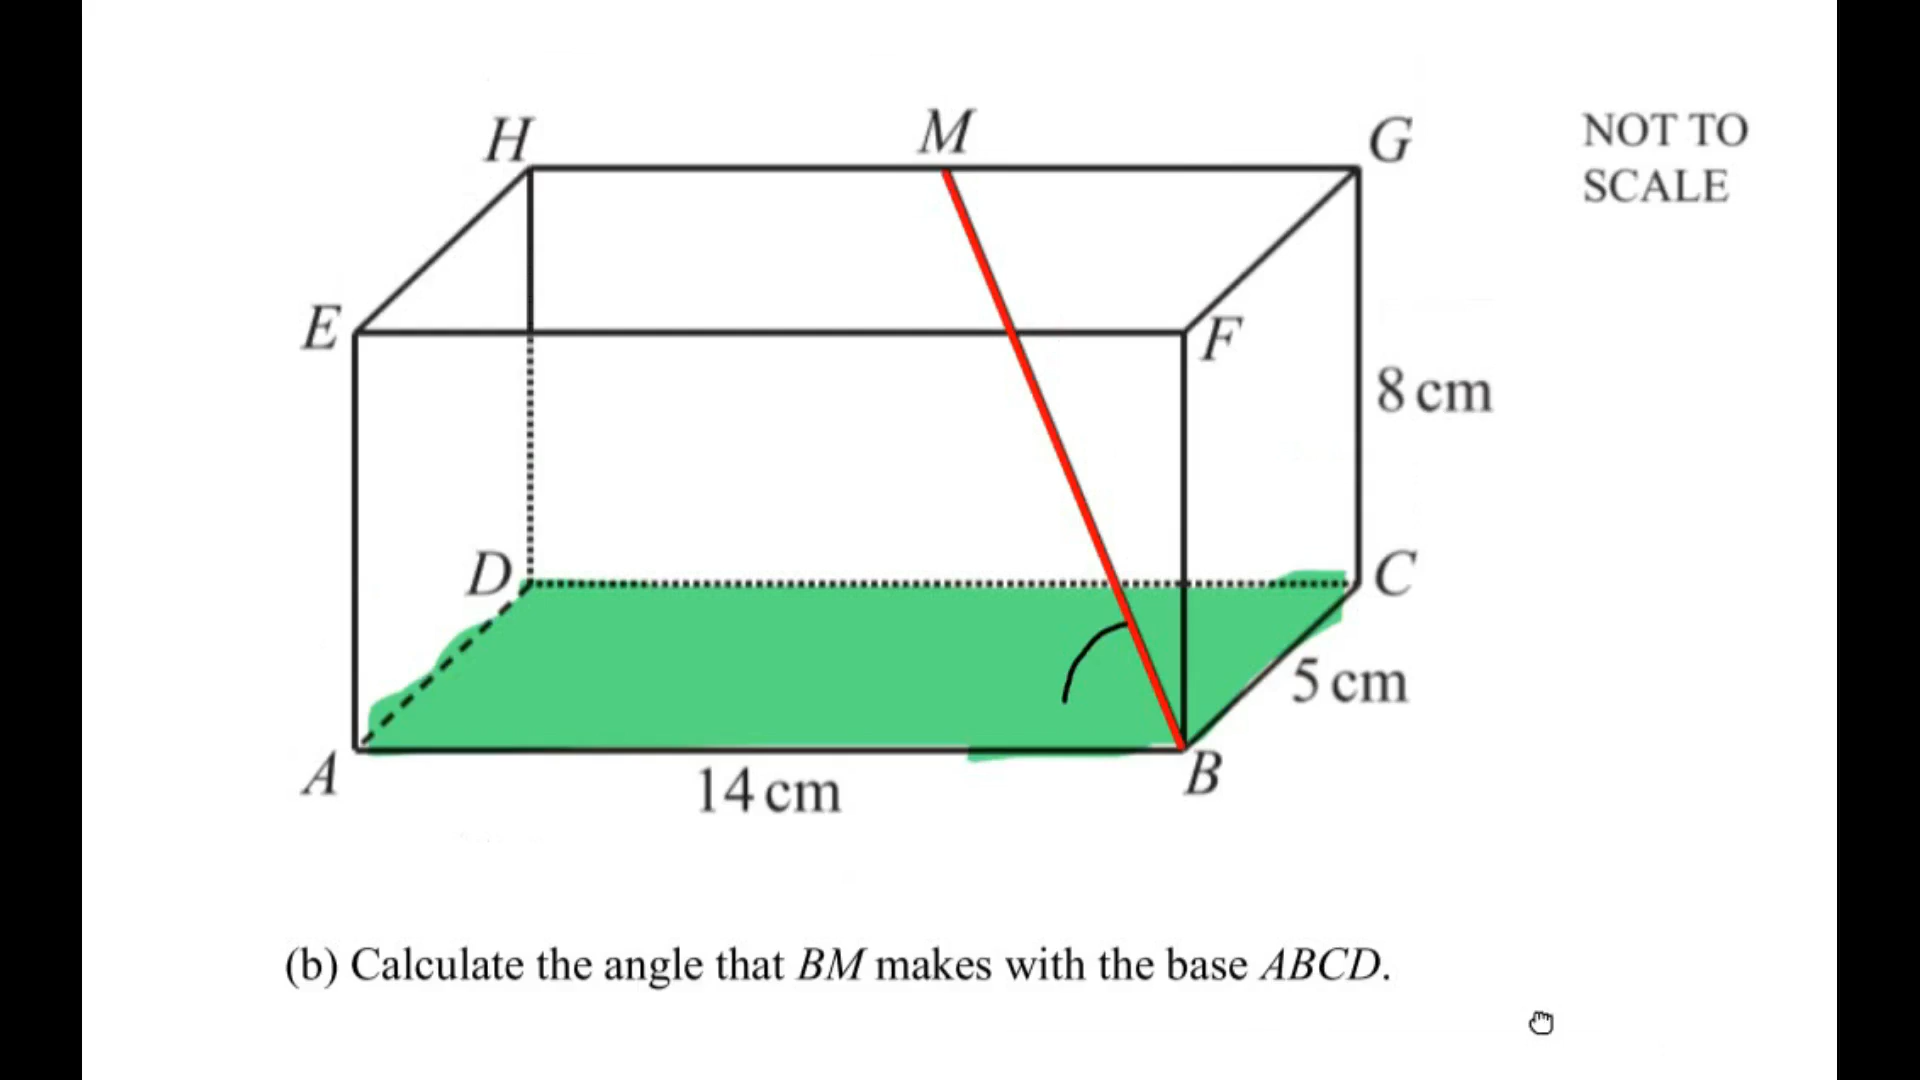 H
M
G
NOT TO
SCALE
E
F
8 cm
D
C
5 cm
A
14 cm
B
(b) Calculate the angle that BM makes with the base ABCD.